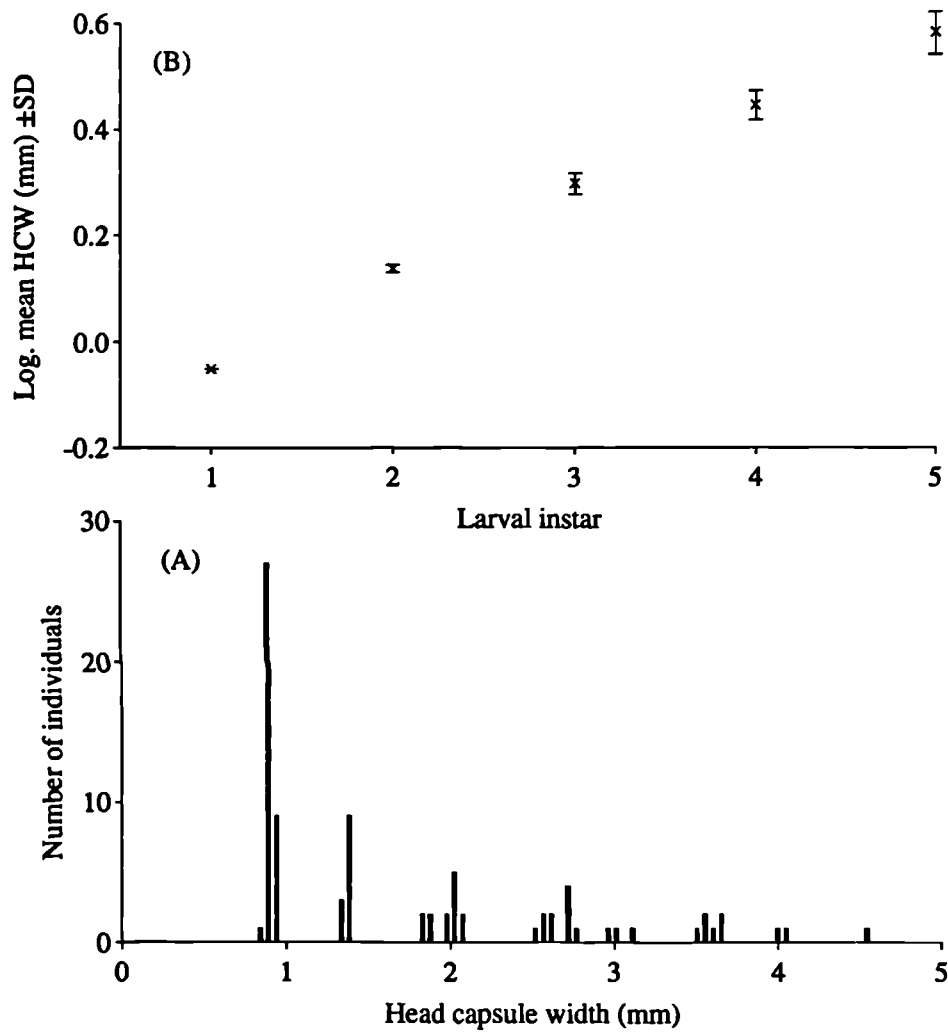 Log. mean HCW (mm) ±SD
(B)
0.6
0.4
0.2
0.0
-0.2
1 2 3 4 5
Larval instar
Number of individuals
(A)
30
20
10
0
0 1 2 3 4 5
Head capsule width (mm)